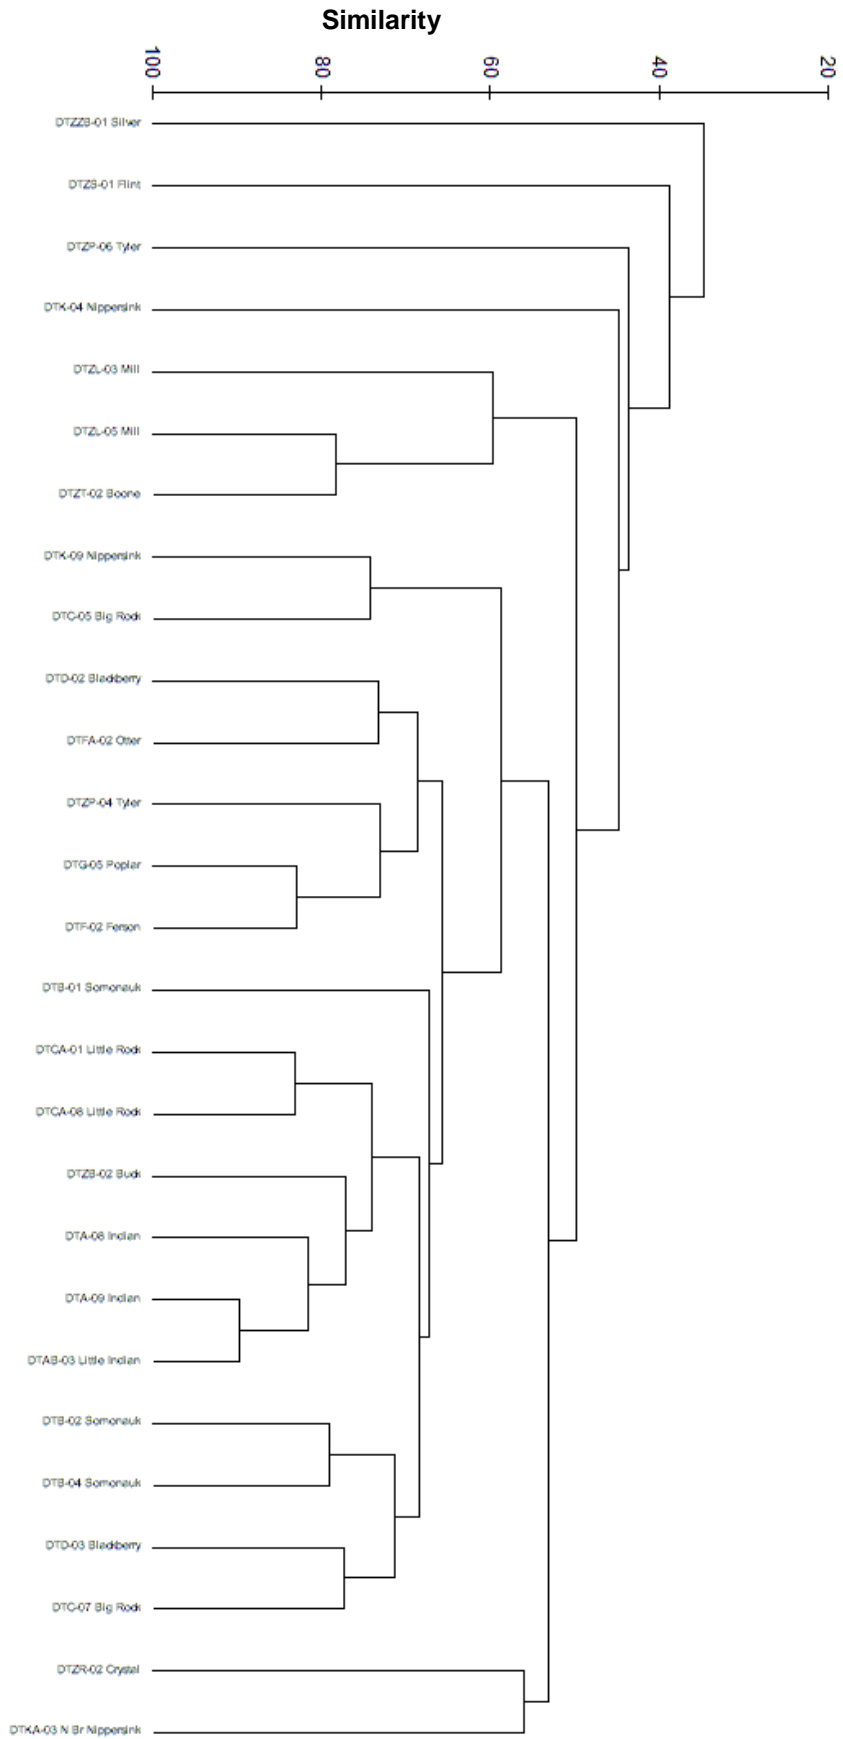 Similarity
100 80 60 40 20
DTZZB-01 Silver
DTZS-01 Flint
DTZP-06 Tyler
DTK-04 Nippersink
DTZL-03 Mill
DTZL-05 Mill
DTZT-02 Boone
DTK-09 Nippersink
DTC-05 Big Rock
DTD-02 Blackberry
DTFA-02 Otter
DTZP-04 Tyler
DTG-05 Poplar
DTF-02 Ferson
DTB-01 Somonauk
DTCA-01 Little Rock
DTCA-08 Little Rock
DTZB-02 Buck
DTA-08 Indian
DTA-09 Indian
DTAB-03 Little Indian
DTB-02 Somonauk
DTB-04 Somonauk
DTD-03 Blackberry
DTC-07 Big Rock
DTZR-02 Crystal
DTKA-03 N Br Nippersink